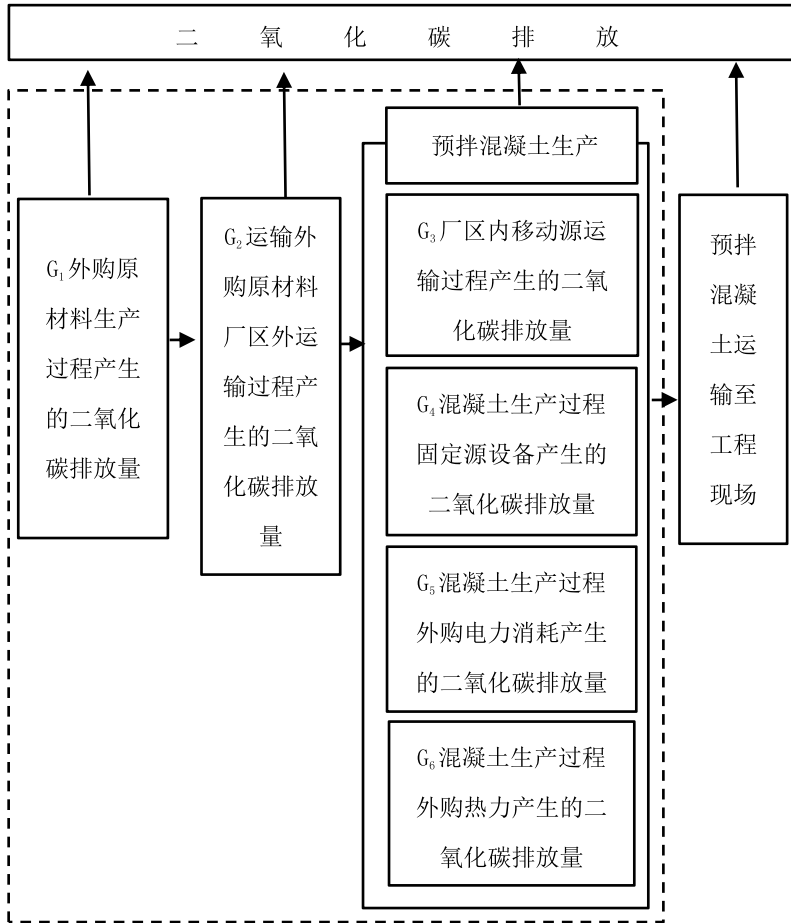 二氧化碳排放
G₁外购原
材料生产
过程产生
的二氧化
碳排放量
G₂运输外
购原材料
厂区外运
输过程产
生的二氧
化碳排放
量
预拌混凝土生产
G₃厂区内移动源运
输过程产生的二氧
化碳排放量
G₄混凝土生产过程
固定源设备产生的
二氧化碳排放量
G₅混凝土生产过程
外购电力消耗产生
的二氧化碳排放量
G₆混凝土生产过程
外购热力产生的二
氧化碳排放量
预拌
混凝
土运
输至
工程
现场